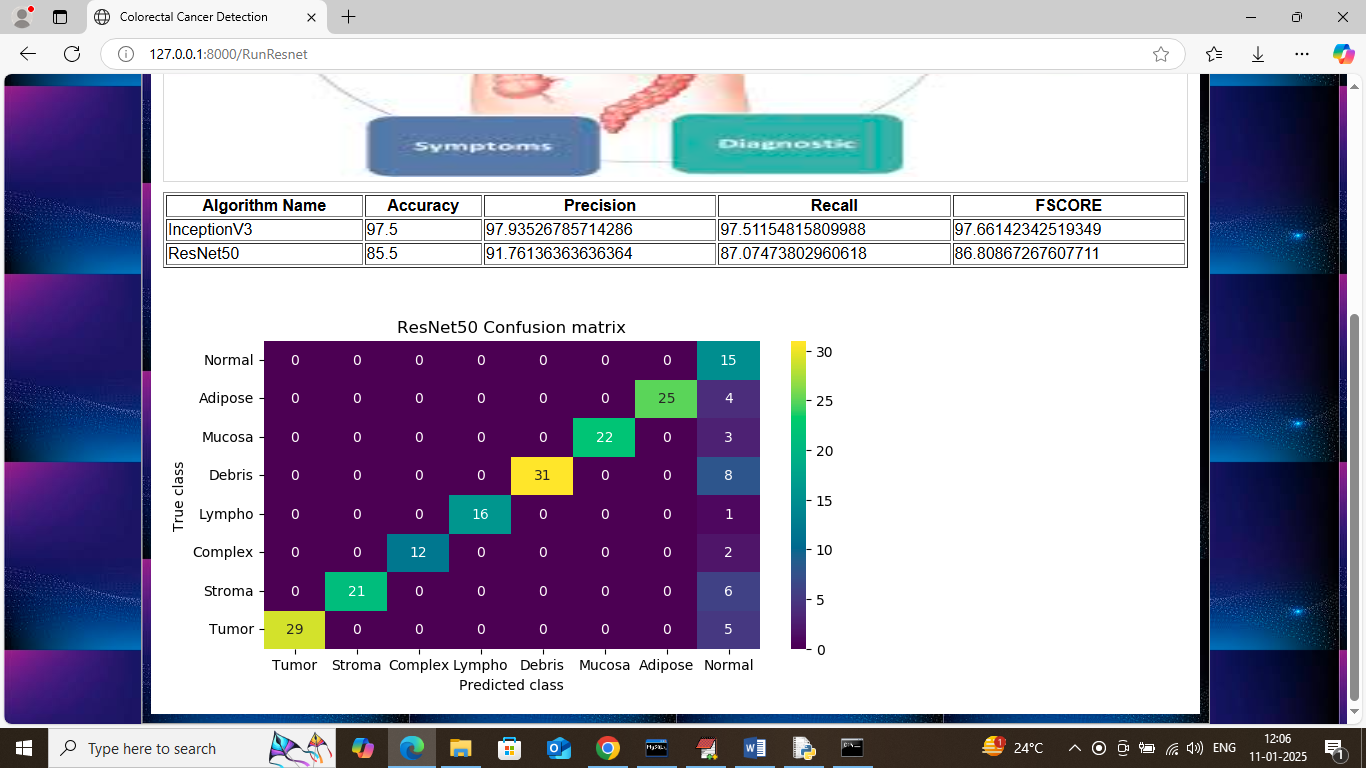 Colorectal Cancer Detection
127.0.0.1:8000/RunResnet
Symptoms
Diagnostic
Algorithm Name Accuracy Precision Recall FSCORE
InceptionV3 97.5 97.93526785714286 97.51154815809988 97.66142342519349
ResNet50 85.5 91.76136363636364 87.07473802960618 86.80867267607711
ResNet50 Confusion matrix
True class
Normal 0 0 0 0 0 0 0 15
Adipose 0 0 0 0 0 0 25 4
Mucosa 0 0 0 0 0 22 0 3
Debris 0 0 0 0 31 0 0 8
Lympho 0 0 0 16 0 0 0 1
Complex 0 0 12 0 0 0 0 2
Stroma 0 21 0 0 0 0 0 6
Tumor 29 0 0 0 0 0 0 5
Tumor Stroma Complex Lympho Debris Mucosa Adipose Normal
Predicted class
30
25
20
15
10
5
0
Type here to search
24°C
ENG
12:06
11-01-2025
1